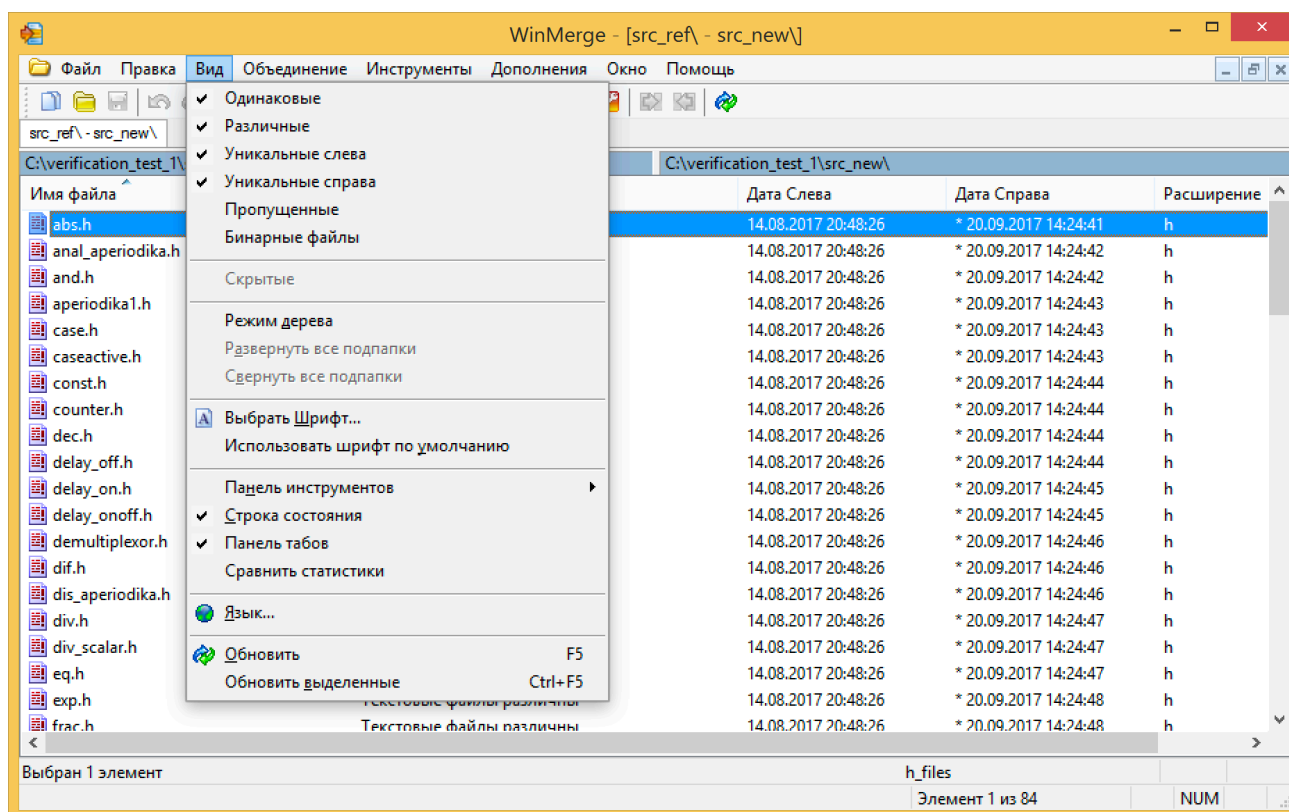 WinMerge - [src_ref\ - src_new\]
Файл Правка Вид Объединение Инструменты Дополнения Окно Помощь
src_ref\ - src_new\
C:\verification_test_1\ C:\verification_test_1\src_new\
Имя файла Дата Слева Дата Справа Расширение
Одинаковые
Различные
Уникальные слева
Уникальные справа
Пропущенные
Бинарные файлы
Скрытые
Режим дерева
Развернуть все подпапки
Свернуть все подпапки
Выбрать Шрифт...
Использовать шрифт по умолчанию
Панель инструментов
Строка состояния
Панель табов
Сравнить статистики
Язык...
Обновить F5
Обновить выделенные Ctrl+F5
abs.h 14.08.2017 20:48:26 * 20.09.2017 14:24:41 h
anal_aperiodika.h 14.08.2017 20:48:26 * 20.09.2017 14:24:42 h
and.h 14.08.2017 20:48:26 * 20.09.2017 14:24:42 h
aperiodika1.h 14.08.2017 20:48:26 * 20.09.2017 14:24:43 h
case.h 14.08.2017 20:48:26 * 20.09.2017 14:24:43 h
caseactive.h 14.08.2017 20:48:26 * 20.09.2017 14:24:43 h
const.h 14.08.2017 20:48:26 * 20.09.2017 14:24:44 h
counter.h 14.08.2017 20:48:26 * 20.09.2017 14:24:44 h
dec.h 14.08.2017 20:48:26 * 20.09.2017 14:24:44 h
delay_off.h 14.08.2017 20:48:26 * 20.09.2017 14:24:44 h
delay_on.h 14.08.2017 20:48:26 * 20.09.2017 14:24:45 h
delay_onoff.h 14.08.2017 20:48:26 * 20.09.2017 14:24:45 h
demultiplexor.h 14.08.2017 20:48:26 * 20.09.2017 14:24:46 h
dif.h 14.08.2017 20:48:26 * 20.09.2017 14:24:46 h
dis_aperiodika.h 14.08.2017 20:48:26 * 20.09.2017 14:24:46 h
div.h 14.08.2017 20:48:26 * 20.09.2017 14:24:47 h
div_scalar.h 14.08.2017 20:48:26 * 20.09.2017 14:24:47 h
eq.h 14.08.2017 20:48:26 * 20.09.2017 14:24:47 h
exp.h Текстовые файлы различны 14.08.2017 20:48:26 * 20.09.2017 14:24:48 h
frac.h Текстовые файлы различны 14.08.2017 20:48:26 * 20.09.2017 14:24:48 h
Выбран 1 элемент h_files
Элемент 1 из 84 NUM